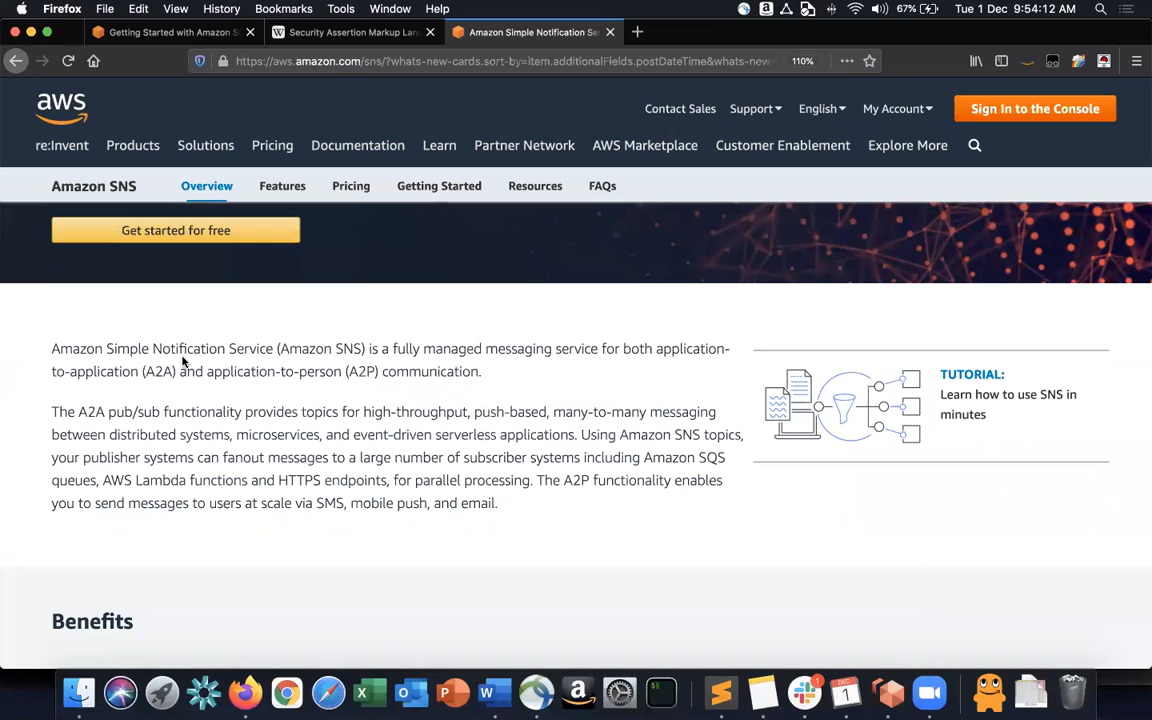 Firefox File Edit View History Bookmarks Tools Window Help 67% Tue 1 Dec 9:54:12 AM
Getting Started with Amazon S
Security Assertion Markup Lan
Amazon Simple Notification Se
https://aws.amazon.com/sns/?whats-new-cards.sort-by=item.additionalFields.postDateTime&whats-new- 110%
aws
Contact Sales Support English My Account Sign In to the Console
re:Invent Products Solutions Pricing Documentation Learn Partner Network AWS Marketplace Customer Enablement Explore More
Amazon SNS Overview Features Pricing Getting Started Resources FAQs
Get started for free
Amazon Simple Notification Service (Amazon SNS) is a fully managed messaging service for both application-
to-application (A2A) and application-to-person (A2P) communication.
The A2A pub/sub functionality provides topics for high-throughput, push-based, many-to-many messaging
between distributed systems, microservices, and event-driven serverless applications. Using Amazon SNS topics,
your publisher systems can fanout messages to a large number of subscriber systems including Amazon SQS
queues, AWS Lambda functions and HTTPS endpoints, for parallel processing. The A2P functionality enables
you to send messages to users at scale via SMS, mobile push, and email.
TUTORIAL:
Learn how to use SNS in
minutes
Benefits